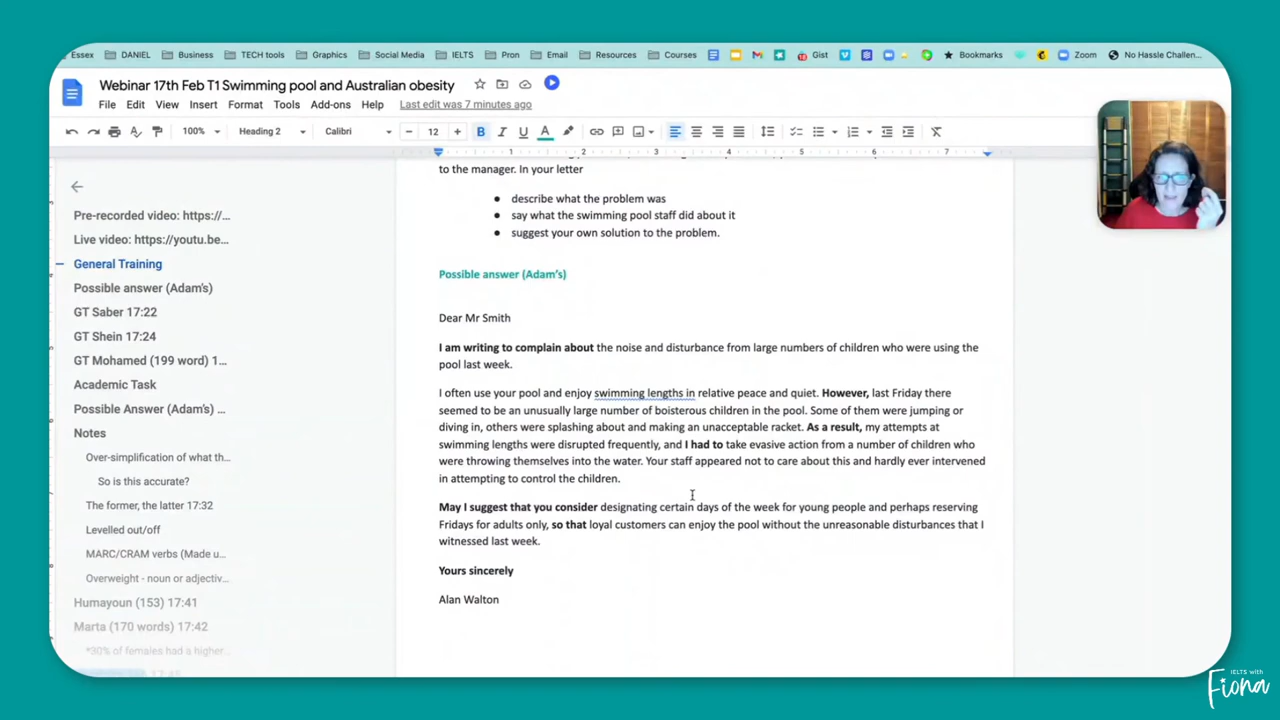 Essex DANIEL Business TECH tools Graphics Social Media IELTS Pron Email Resources Courses Gist Bookmarks Zoom No Hassle Challen...
Webinar 17th Feb T1 Swimming pool and Australian obesity
File Edit View Insert Format Tools Add-ons Help Last edit was 7 minutes ago
100% Heading 2 Calibri 12 B I U A
1 2 3 4 5 6 7
to the manager. In your letter
● describe what the problem was
● say what the swimming pool staff did about it
● suggest your own solution to the problem.
Possible answer (Adam's)
Dear Mr Smith
I am writing to complain about the noise and disturbance from large numbers of children who were using the
pool last week.
I often use your pool and enjoy swimming lengths in relative peace and quiet. However, last Friday there
seemed to be an unusually large number of boisterous children in the pool. Some of them were jumping or
diving in, others were splashing about and making an unacceptable racket. As a result, my attempts at
swimming lengths were disrupted frequently, and I had to take evasive action from a number of children who
were throwing themselves into the water. Your staff appeared not to care about this and hardly ever intervened
in attempting to control the children.
May I suggest that you consider designating certain days of the week for young people and perhaps reserving
Fridays for adults only, so that loyal customers can enjoy the pool without the unreasonable disturbances that I
witnessed last week.
Yours sincerely
Alan Walton
Pre-recorded video: https://...
Live video: https://youtu.be...
General Training
Possible answer (Adam's)
GT Saber 17:22
GT Shein 17:24
GT Mohamed (199 word) 1...
Academic Task
Possible Answer (Adam's) ...
Notes
Over-simplification of what th...
So is this accurate?
The former, the latter 17:32
Levelled out/off
MARC/CRAM verbs (Made u...
Overweight - noun or adjectiv...
Humayoun (153) 17:41
Marta (170 words) 17:42
*30% of females had a higher...
IELTS with
Fiona